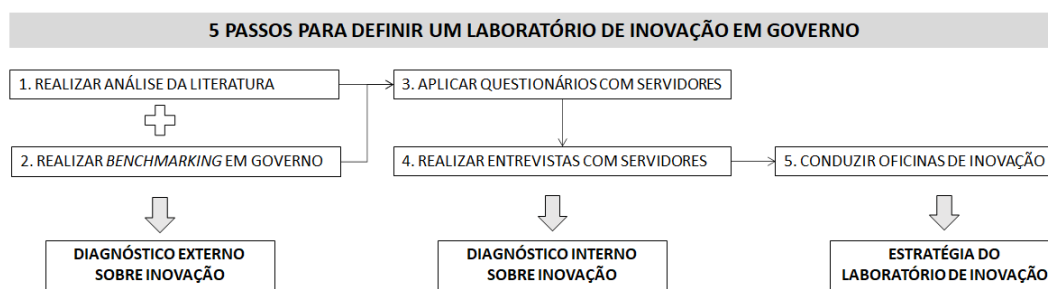 5 PASSOS PARA DEFINIR UM LABORATÓRIO DE INOVAÇÃO EM GOVERNO
1. REALIZAR ANÁLISE DA LITERATURA
3. APLICAR QUESTIONÁRIOS COM SERVIDORES
2. REALIZAR BENCHMARKING EM GOVERNO
4. REALIZAR ENTREVISTAS COM SERVIDORES
5. CONDUZIR OFICINAS DE INOVAÇÃO
DIAGNÓSTICO EXTERNO
SOBRE INOVAÇÃO
DIAGNÓSTICO INTERNO
SOBRE INOVAÇÃO
ESTRATÉGIA DO
LABORATÓRIO DE INOVAÇÃO